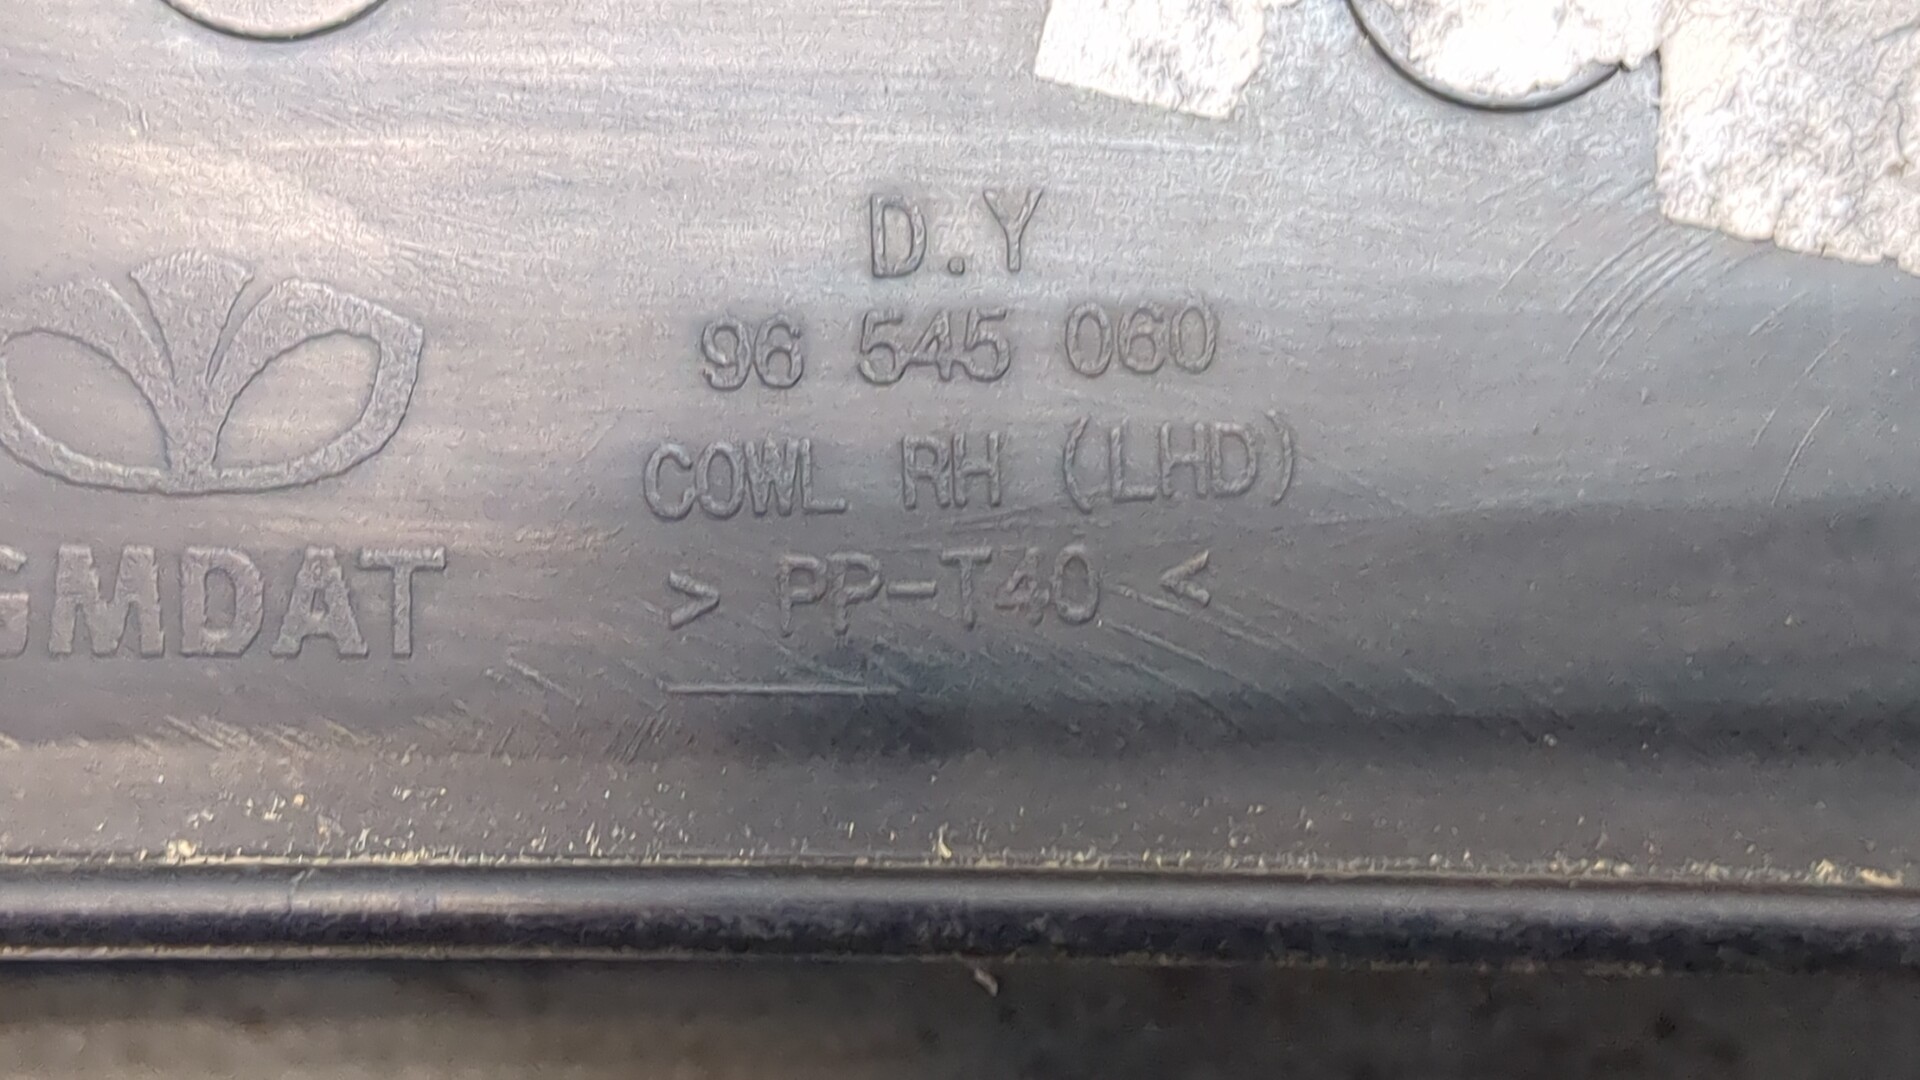 D.Y
96 545 060
COWL RH (LHD)
> PP-T40 <
GMDAT